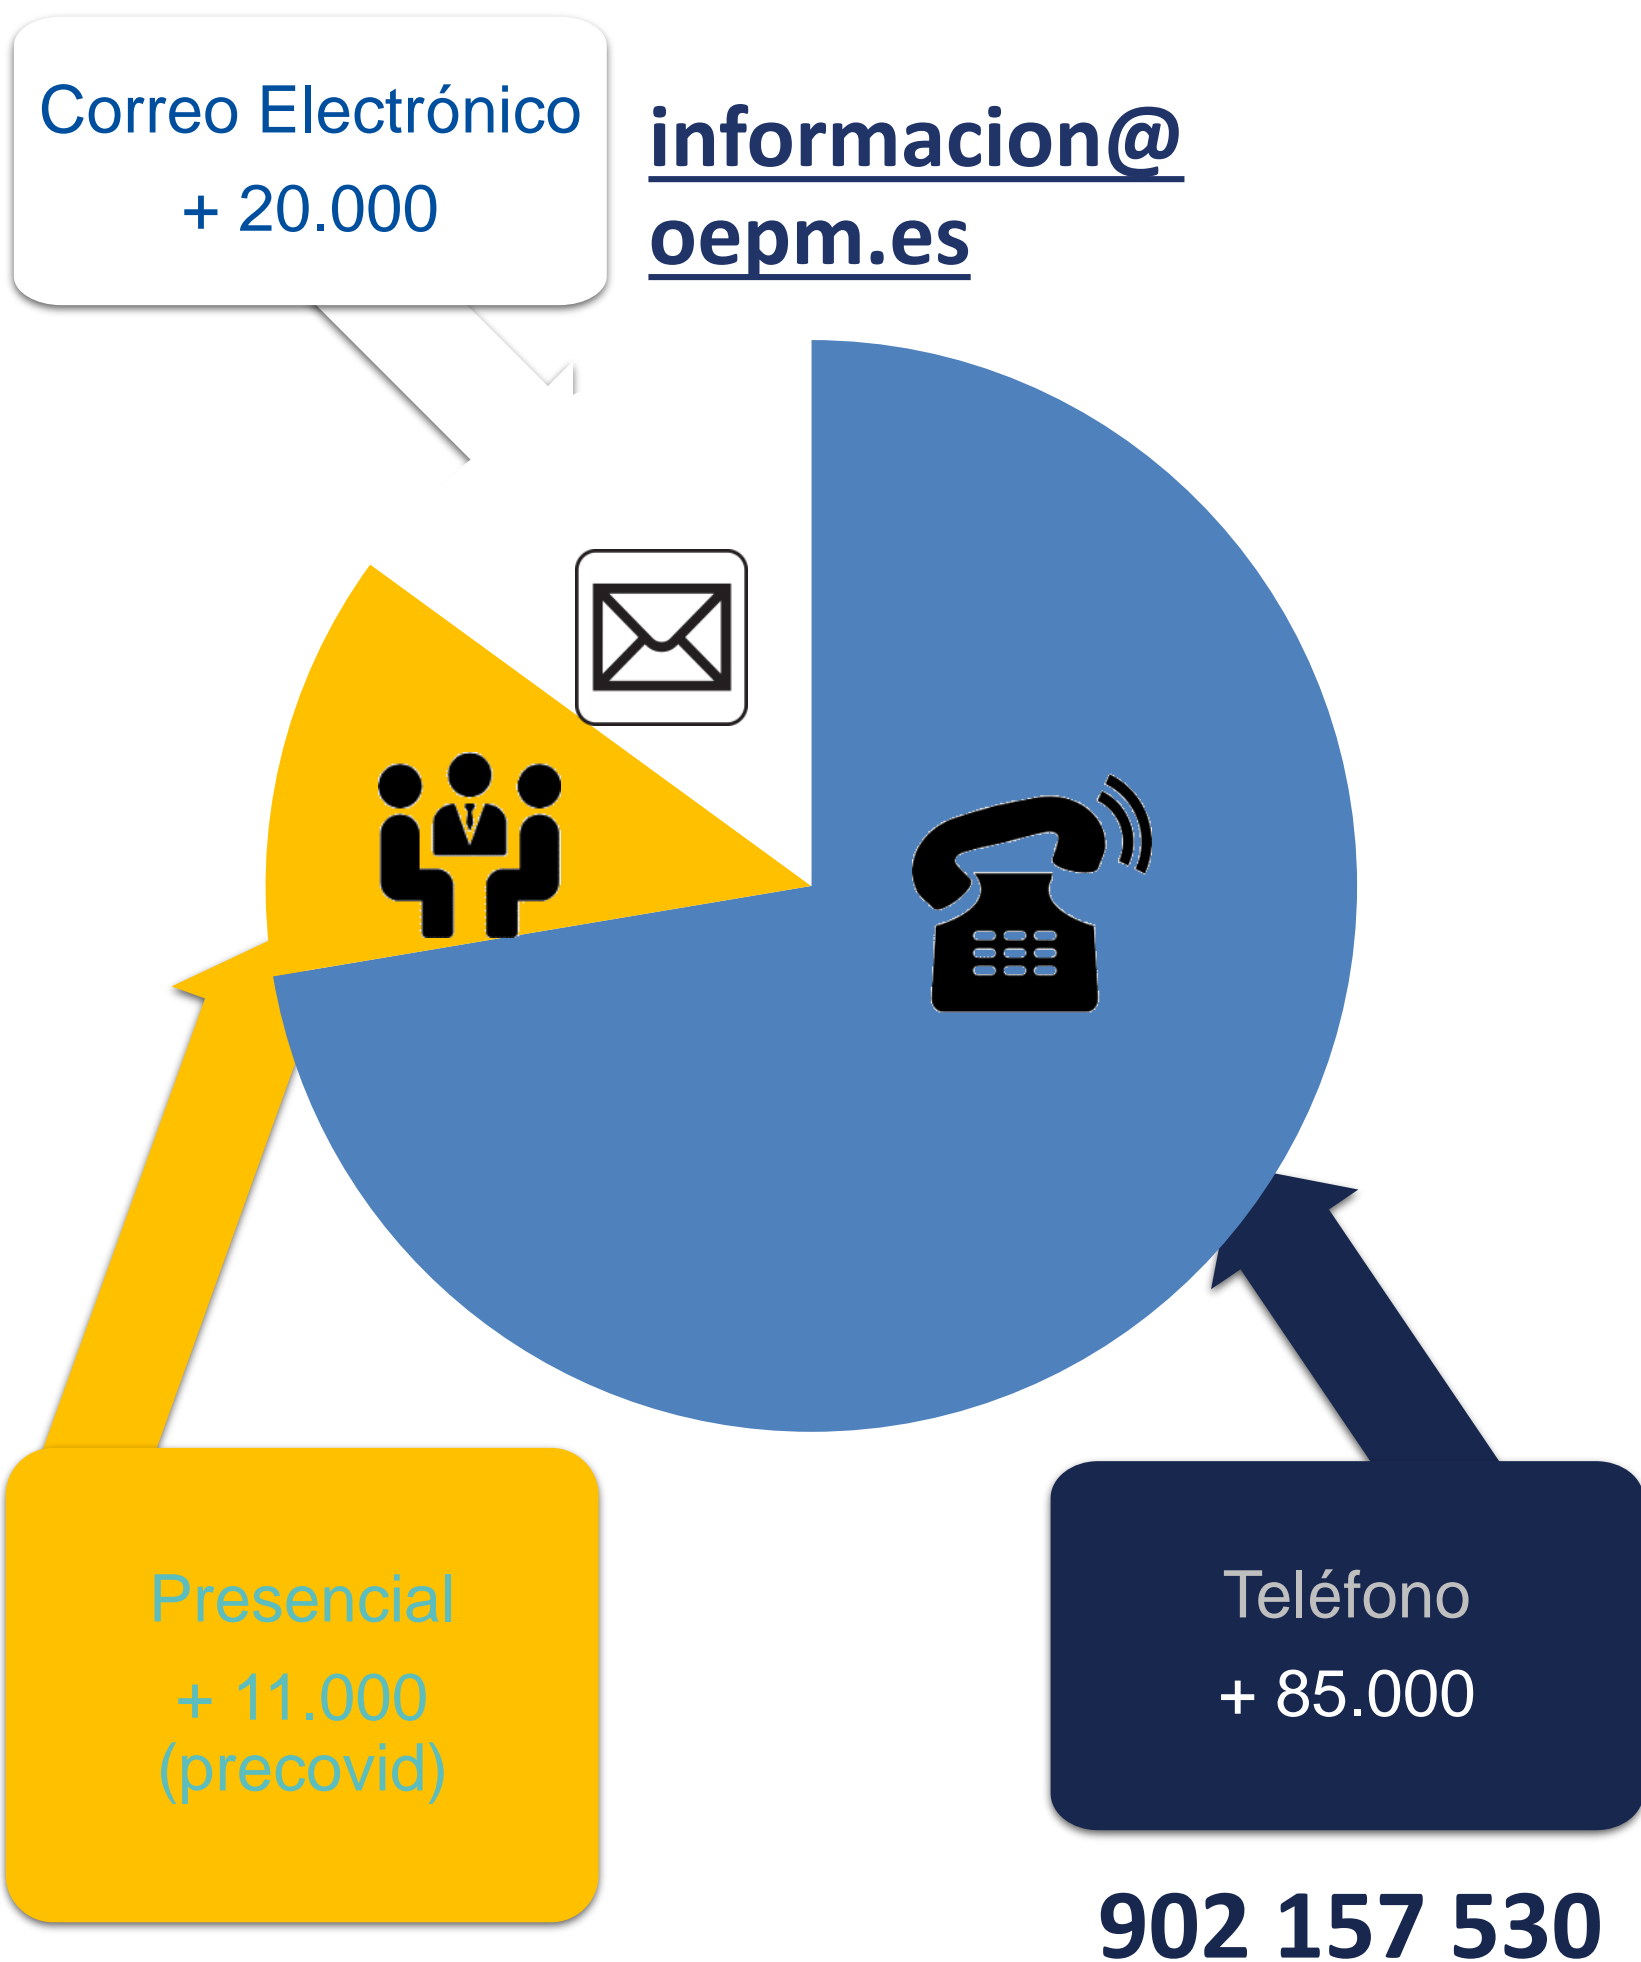 Correo Electrónico
+ 20.000
informacion@
oepm.es
Presencial
+ 11.000
(precovid)
Teléfono
+ 85.000
902 157 530